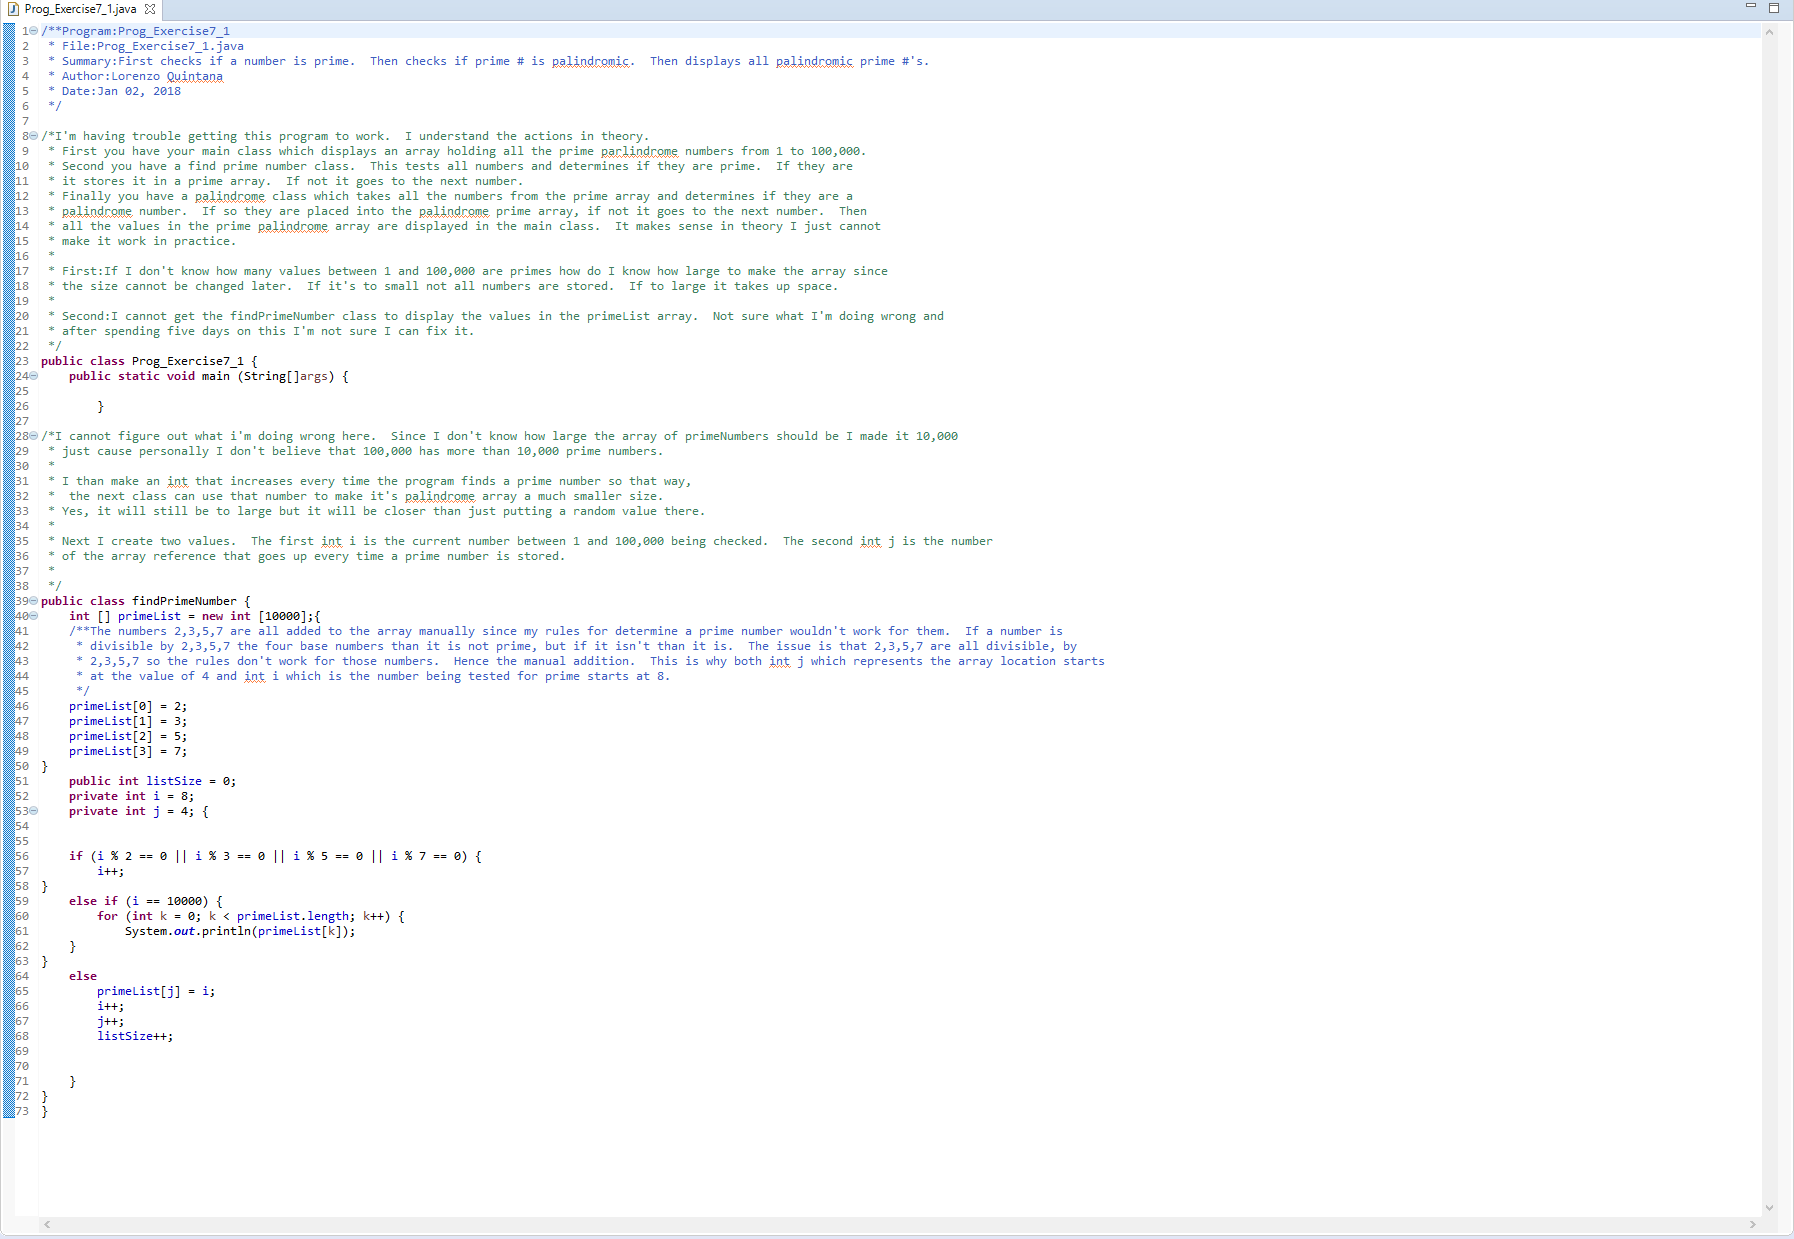 Prog_Exercise7_1.java
1 /**Program:Prog_Exercise7_1
2  * File:Prog_Exercise7_1.java
3  * Summary:First checks if a number is prime.  Then checks if prime # is palindromic.  Then displays all palindromic prime #'s.
4  * Author:Lorenzo Quintana
5  * Date:Jan 02, 2018
6  */
7
8 /*I'm having trouble getting this program to work.  I understand the actions in theory.
9  * First you have your main class which displays an array holding all the prime parlindrome numbers from 1 to 100,000.
10  * Second you have a find prime number class.  This tests all numbers and determines if they are prime.  If they are
11  * it stores it in a prime array.  If not it goes to the next number.
12  * Finally you have a palindrome class which takes all the numbers from the prime array and determines if they are a
13  * palindrome number.  If so they are placed into the palindrome prime array, if not it goes to the next number.  Then
14  * all the values in the prime palindrome array are displayed in the main class.  It makes sense in theory I just cannot
15  * make it work in practice.
16  *
17  * First:If I don't know how many values between 1 and 100,000 are primes how do I know how large to make the array since
18  * the size cannot be changed later.  If it's to small not all numbers are stored.  If to large it takes up space.
19  *
20  * Second:I cannot get the findPrimeNumber class to display the values in the primeList array.  Not sure what I'm doing wrong and
21  * after spending five days on this I'm not sure I can fix it.
22  */
23 public class Prog_Exercise7_1 {
24     public static void main (String[]args) {
25
26         }
27
28 /*I cannot figure out what i'm doing wrong here.  Since I don't know how large the array of primeNumbers should be I made it 10,000
29  * just cause personally I don't believe that 100,000 has more than 10,000 prime numbers.
30  *
31  * I than make an int that increases every time the program finds a prime number so that way,
32  *  the next class can use that number to make it's palindrome array a much smaller size.
33  * Yes, it will still be to large but it will be closer than just putting a random value there.
34  *
35  * Next I create two values.  The first int i is the current number between 1 and 100,000 being checked.  The second int j is the number
36  * of the array reference that goes up every time a prime number is stored.
37  *
38  */
39 public class findPrimeNumber {
40     int [] primeList = new int [10000];{
41     /**The numbers 2,3,5,7 are all added to the array manually since my rules for determine a prime number wouldn't work for them.  If a number is
42      * divisible by 2,3,5,7 the four base numbers than it is not prime, but if it isn't than it is.  The issue is that 2,3,5,7 are all divisible, by
43      * 2,3,5,7 so the rules don't work for those numbers.  Hence the manual addition.  This is why both int j which represents the array location starts
44      * at the value of 4 and int i which is the number being tested for prime starts at 8.
45      */
46     primeList[0] = 2;
47     primeList[1] = 3;
48     primeList[2] = 5;
49     primeList[3] = 7;
50 }
51     public int listSize = 0;
52     private int i = 8;
53     private int j = 4; {
54
55
56     if (i % 2 == 0 || i % 3 == 0 || i % 5 == 0 || i % 7 == 0) {
57         i++;
58 }
59     else if (i == 10000) {
60         for (int k = 0; k < primeList.length; k++) {
61             System.out.println(primeList[k]);
62     }
63 }
64     else
65         primeList[j] = i;
66         i++;
67         j++;
68         listSize++;
69
70
71     }
72 }
73 }